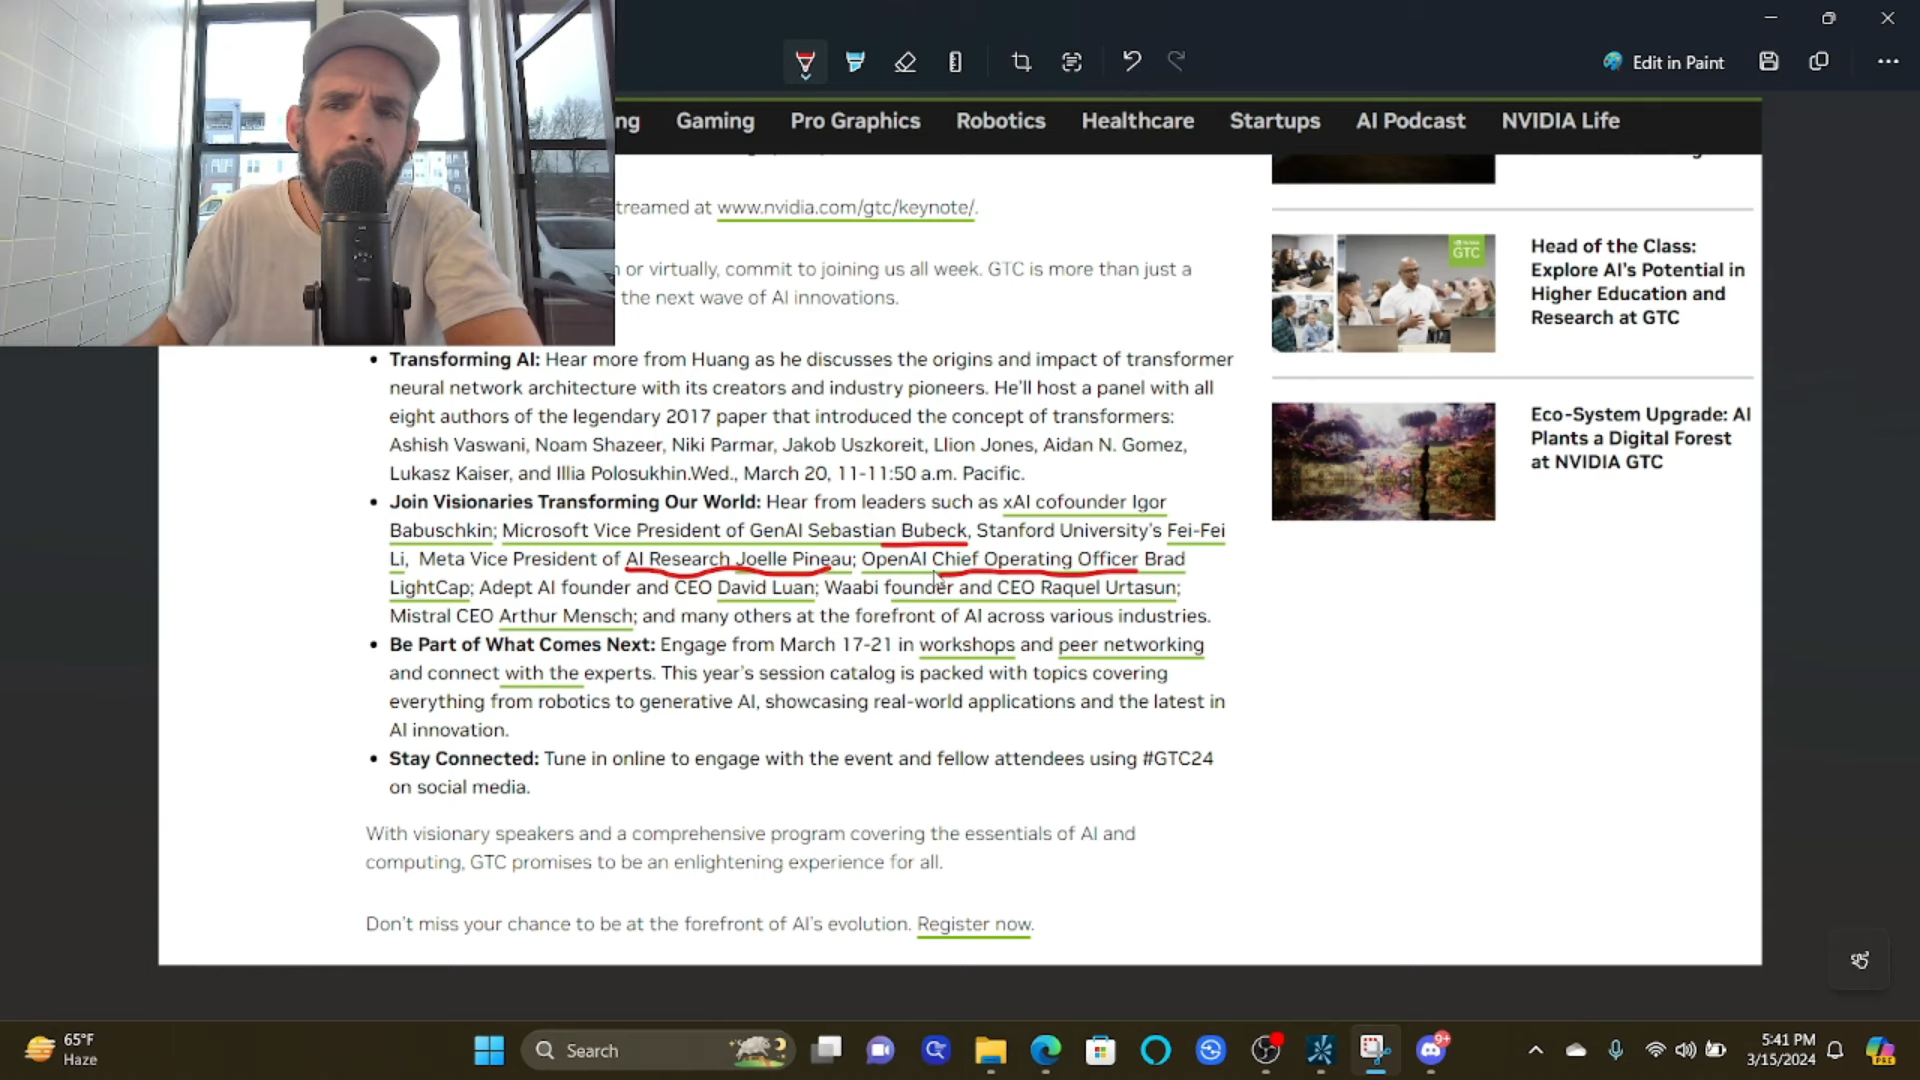 Edit in Paint
ng Gaming Pro Graphics Robotics Healthcare Startups AI Podcast NVIDIA Life
treamed at www.nvidia.com/gtc/keynote/.
n or virtually, commit to joining us all week. GTC is more than just a
the next wave of AI innovations.
• Transforming AI: Hear more from Huang as he discusses the origins and impact of transformer
neural network architecture with its creators and industry pioneers. He'll host a panel with all
eight authors of the legendary 2017 paper that introduced the concept of transformers:
Ashish Vaswani, Noam Shazeer, Niki Parmar, Jakob Uszkoreit, Llion Jones, Aidan N. Gomez,
Lukasz Kaiser, and Illia Polosukhin.Wed., March 20, 11-11:50 a.m. Pacific.
• Join Visionaries Transforming Our World: Hear from leaders such as xAI cofounder Igor
Babuschkin; Microsoft Vice President of GenAI Sebastian Bubeck, Stanford University's Fei-Fei
Li, Meta Vice President of AI Research Joelle Pineau; OpenAI Chief Operating Officer Brad
LightCap; Adept AI founder and CEO David Luan; Waabi founder and CEO Raquel Urtasun;
Mistral CEO Arthur Mensch; and many others at the forefront of AI across various industries.
• Be Part of What Comes Next: Engage from March 17-21 in workshops and peer networking
and connect with the experts. This year's session catalog is packed with topics covering
everything from robotics to generative AI, showcasing real-world applications and the latest in
AI innovation.
• Stay Connected: Tune in online to engage with the event and fellow attendees using #GTC24
on social media.
With visionary speakers and a comprehensive program covering the essentials of AI and
computing, GTC promises to be an enlightening experience for all.
Don't miss your chance to be at the forefront of AI's evolution. Register now.
GTC
Head of the Class:
Explore AI's Potential in
Higher Education and
Research at GTC
Eco-System Upgrade: AI
Plants a Digital Forest
at NVIDIA GTC
65°F
Haze
Search
9+
5:41 PM
3/15/2024
PRE